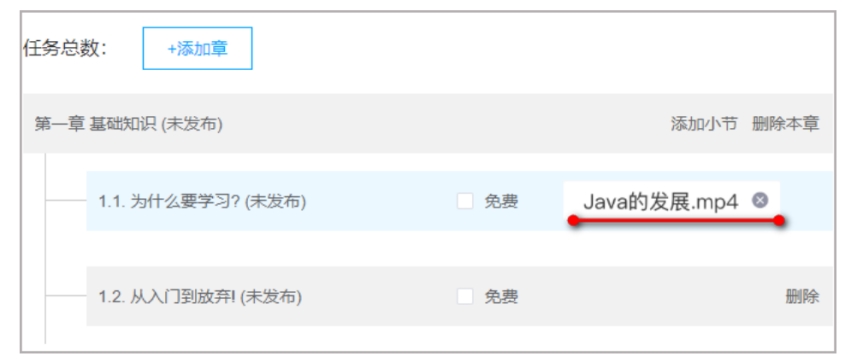 任务总数： +添加章
第一章 基础知识 (未发布) 添加小节 删除本章
1.1. 为什么要学习? (未发布) 免费 Java的发展.mp4
1.2. 从入门到放弃! (未发布) 免费 删除